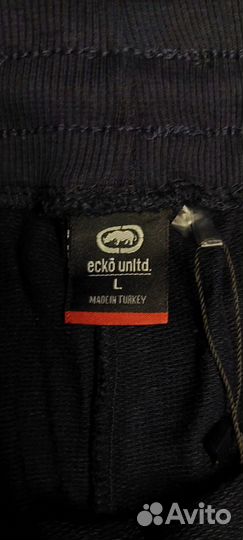 eckō unltd.
L
MADE IN TURKEY
Avito